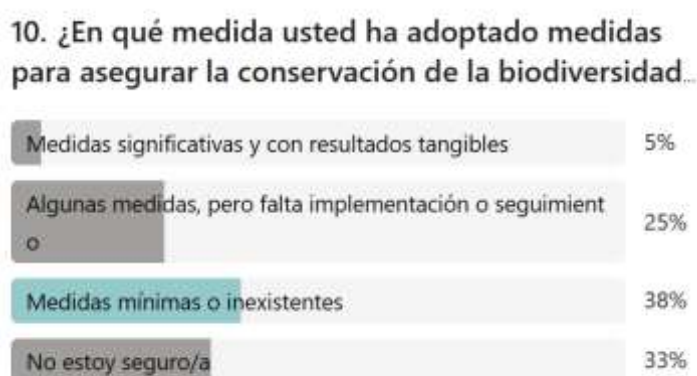 10. ¿En qué medida usted ha adoptado medidas
para asegurar la conservación de la biodiversidad...
Medidas significativas y con resultados tangibles
5%
Algunas medidas, pero falta implementación o seguimient
o
25%
Medidas mínimas o inexistentes
38%
No estoy seguro/a
33%